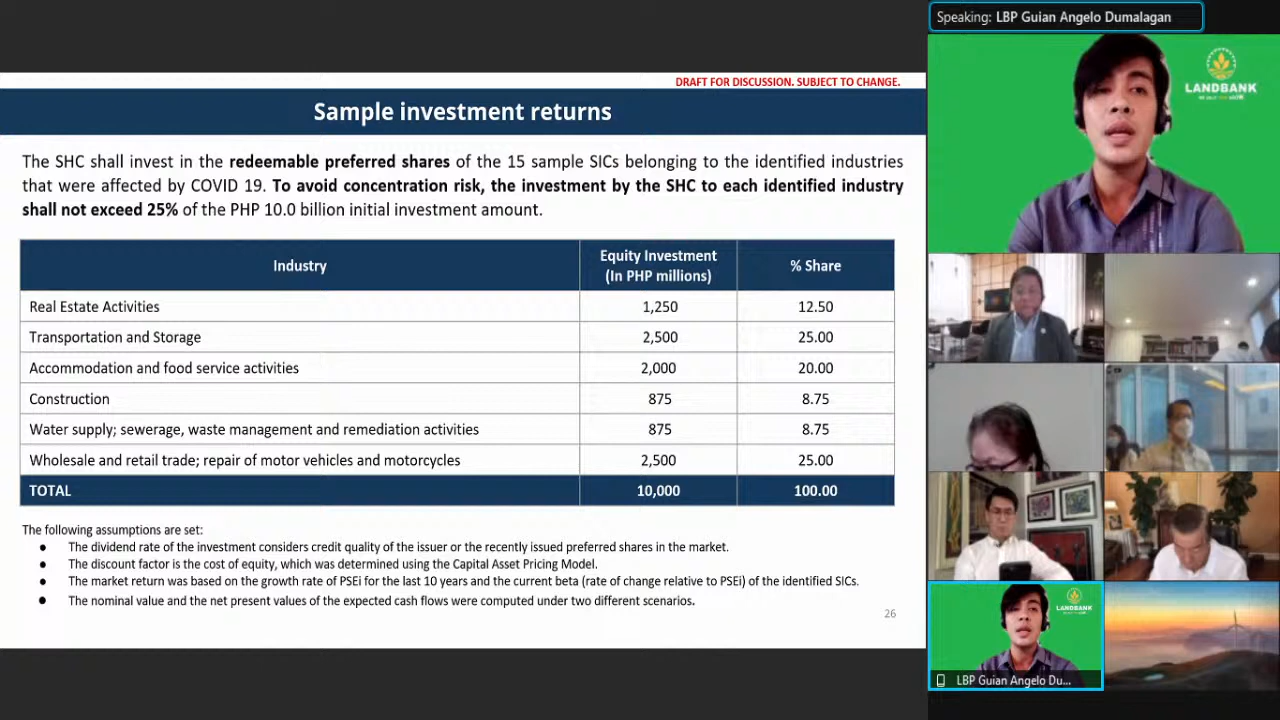 Speaking: LBP Guian Angelo Dumalagan
LANDBANK
DRAFT FOR DISCUSSION. SUBJECT TO CHANGE.
Sample investment returns
The SHC shall invest in the redeemable preferred shares of the 15 sample SICs belonging to the identified industries
that were affected by COVID 19. To avoid concentration risk, the investment by the SHC to each identified industry
shall not exceed 25% of the PHP 10.0 billion initial investment amount.
Industry Equity Investment (In PHP millions) % Share
Real Estate Activities 1,250 12.50
Transportation and Storage 2,500 25.00
Accommodation and food service activities 2,000 20.00
Construction 875 8.75
Water supply; sewerage, waste management and remediation activities 875 8.75
Wholesale and retail trade; repair of motor vehicles and motorcycles 2,500 25.00
TOTAL 10,000 100.00
The following assumptions are set:
● The dividend rate of the investment considers credit quality of the issuer or the recently issued preferred shares in the market.
● The discount factor is the cost of equity, which was determined using the Capital Asset Pricing Model.
● The market return was based on the growth rate of PSEi for the last 10 years and the current beta (rate of change relative to PSEi) of the identified SICs.
● The nominal value and the net present values of the expected cash flows were computed under two different scenarios.
26
LANDBANK
LBP Guian Angelo Du...